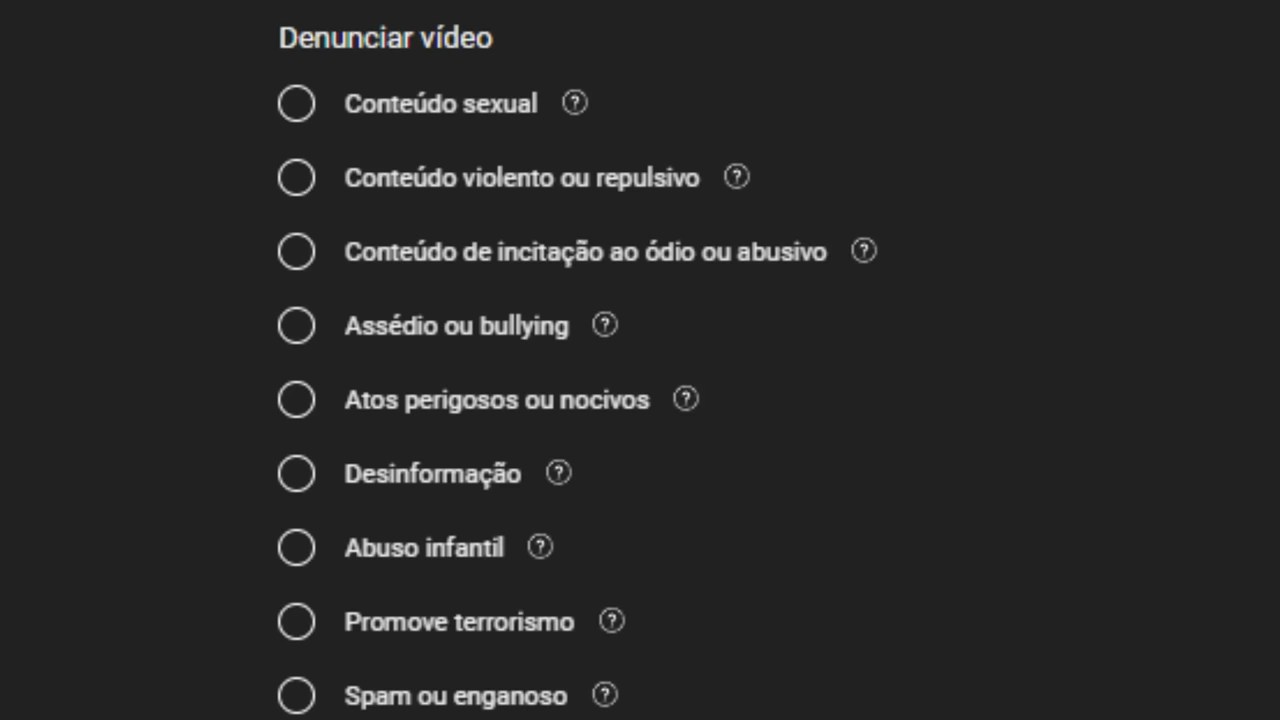 Denunciar vídeo
Conteúdo sexual
Conteúdo violento ou repulsivo
Conteúdo de incitação ao ódio ou abusivo
Assédio ou bullying
Atos perigosos ou nocivos
Desinformação
Abuso infantil
Promove terrorismo
Spam ou enganoso